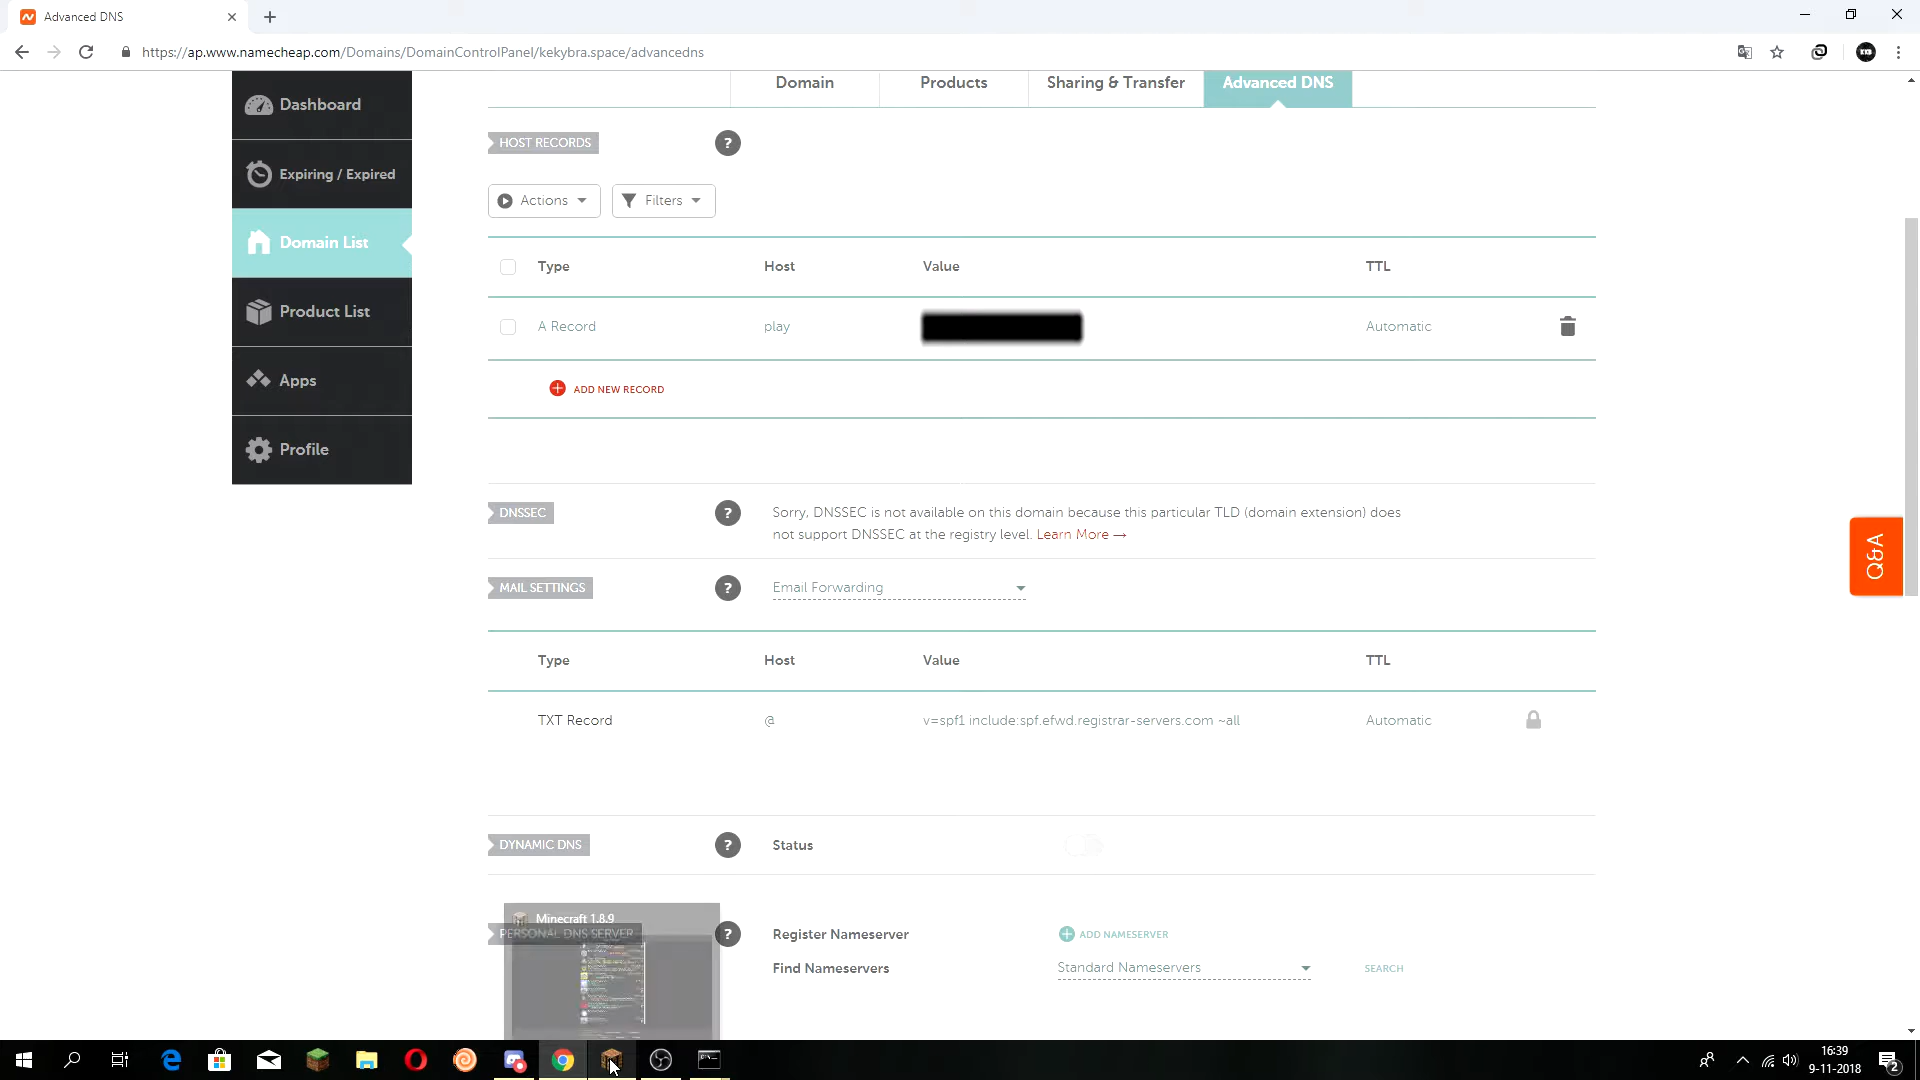 Advanced DNS
https://ap.www.namecheap.com/Domains/DomainControlPanel/kekybra.space/advancedns
Dashboard
Expiring / Expired
Domain List
Product List
Apps
Profile
Domain
Products
Sharing & Transfer
Advanced DNS
HOST RECORDS
?
Actions
Filters
Type
Host
Value
TTL
A Record
play
Automatic
ADD NEW RECORD
DNSSEC
?
Sorry, DNSSEC is not available on this domain because this particular TLD (domain extension) does
not support DNSSEC at the registry level. Learn More →
MAIL SETTINGS
?
Email Forwarding
Type
Host
Value
TTL
TXT Record
@
v=spf1 include:spf.efwd.registrar-servers.com ~all
Automatic
DYNAMIC DNS
?
Status
Minecraft 1.8.9
PERSONAL DNS SERVER
?
Register Nameserver
ADD NAMESERVER
Find Nameservers
Standard Nameservers
SEARCH
Q&A
16:39
9-11-2018
2